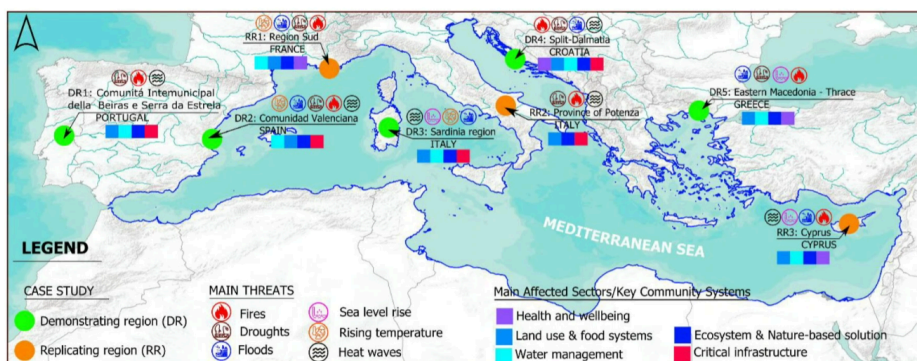 RR1: Region Sud
FRANCE
DR4: Split-Dalmatia
CROATIA
DR1: Comunitá Intemunicipal
della Beiras e Serra da Estrela
PORTUGAL
DR2: Comunidad Valenciana
SPAIN
DR3: Sardinia region
ITALY
RR2: Province of Potenza
ITALY
DR5: Eastern Macedonia - Thrace
GREECE
RR3: Cyprus
CYPRUS
MEDITERRANEAN SEA
LEGEND
CASE STUDY
Demonstrating region (DR)
Replicating region (RR)
MAIN THREATS
Fires
Droughts
Floods
Sea level rise
Rising temperature
Heat waves
Main Affected Sectors/Key Community Systems
Health and wellbeing
Land use & food systems
Water management
Ecosystem & Nature-based solution
Critical infrastructure